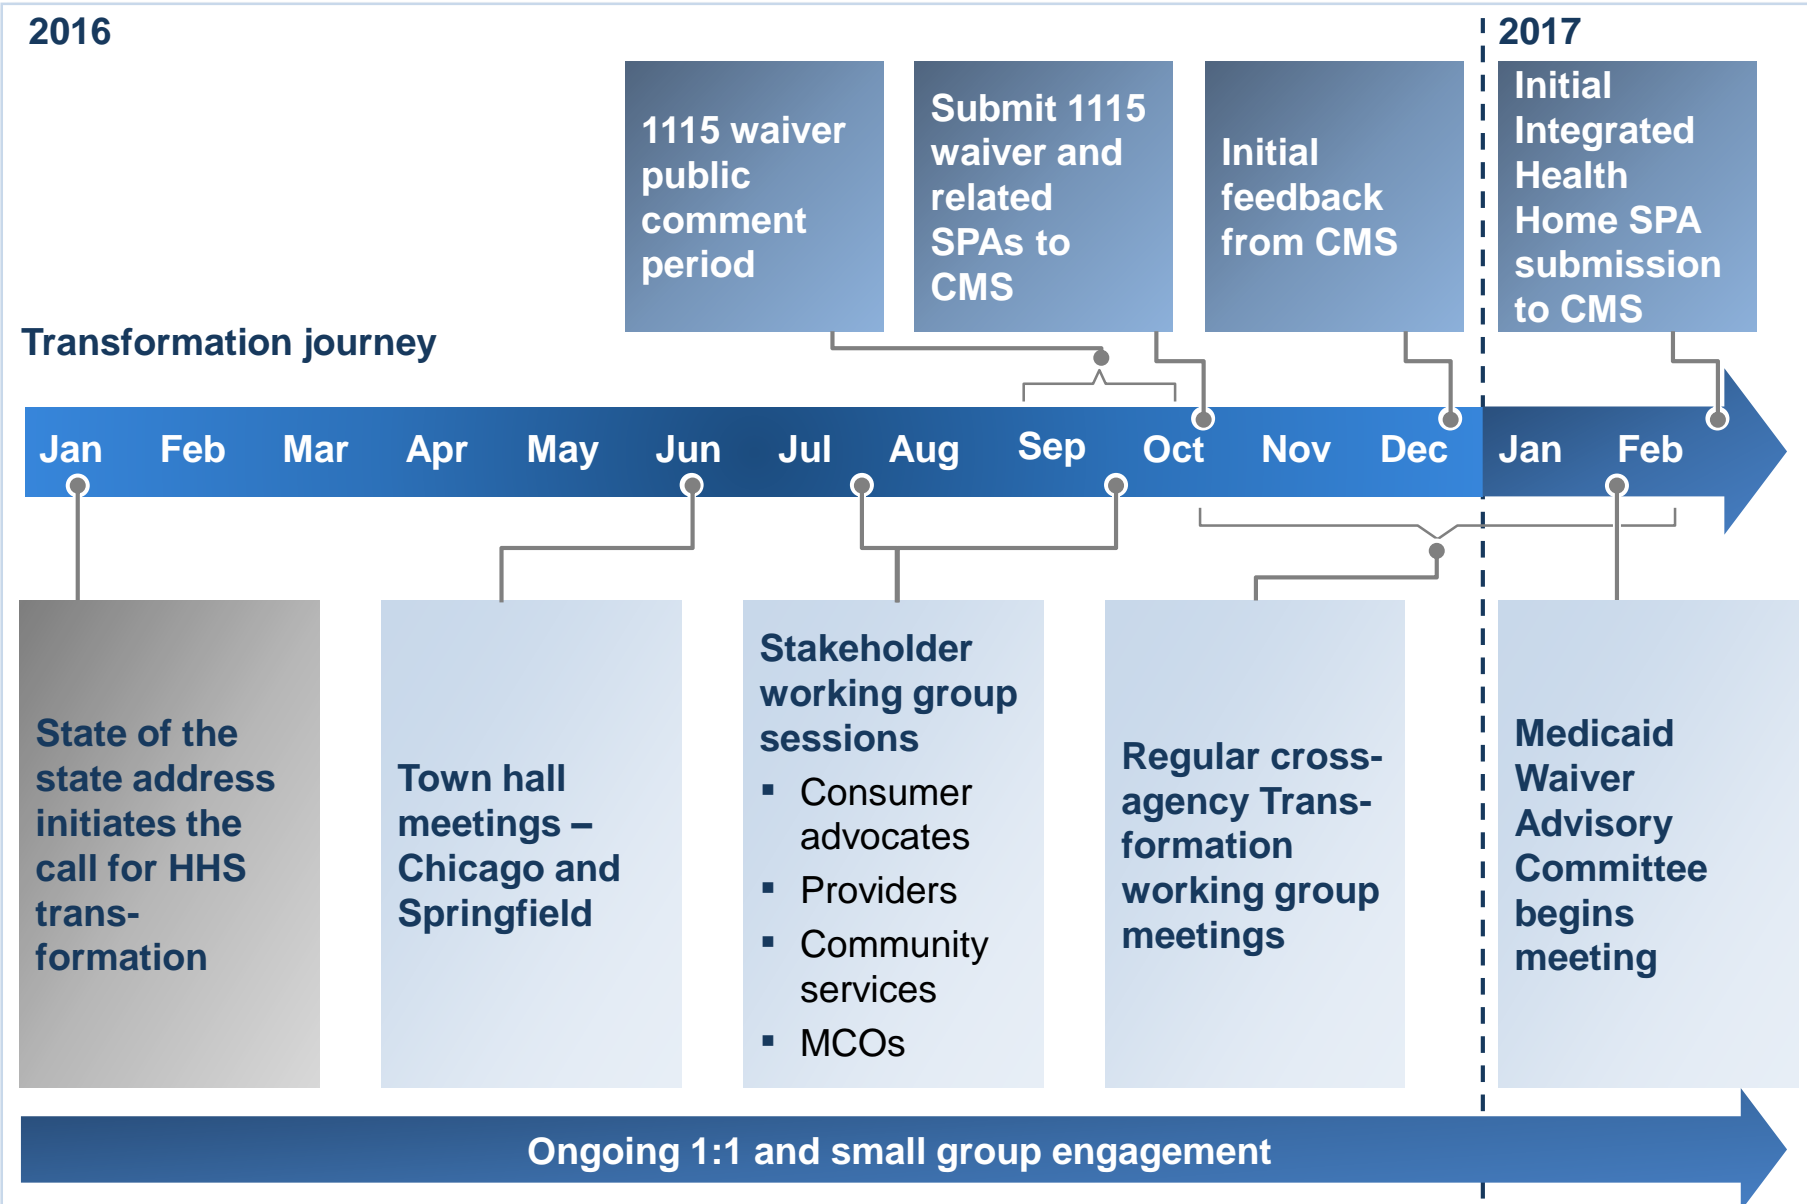 2016
2017
1115 waiver
public
comment
period
Submit 1115
waiver and
related
SPAs to
CMS
Initial
feedback
from CMS
Initial
Integrated
Health
Home SPA
submission
to CMS
Transformation journey
Jan Feb Mar Apr May Jun Jul Aug Sep Oct Nov Dec Jan Feb
State of the
state address
initiates the
call for HHS
trans-
formation
Town hall
meetings –
Chicago and
Springfield
Stakeholder
working group
sessions
▪ Consumer
advocates
▪ Providers
▪ Community
services
▪ MCOs
Regular cross-
agency Trans-
formation
working group
meetings
Medicaid
Waiver
Advisory
Committee
begins
meeting
Ongoing 1:1 and small group engagement